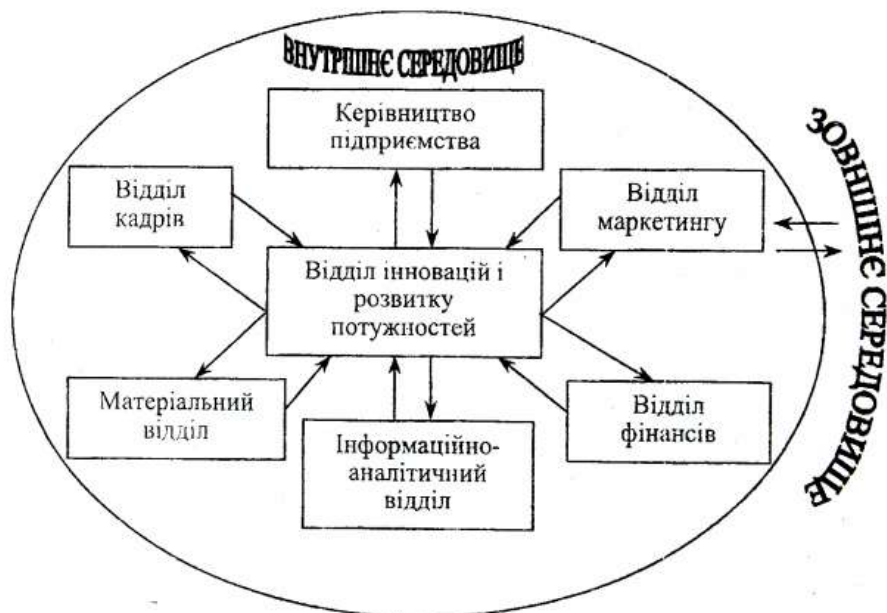 ВНУТРІШНЄ СЕРЕДОВИЩЕ
Керівництво
підприємства
Відділ
кадрів
Відділ
маркетингу
Відділ інновацій і
розвитку
потужностей
Матеріальний
відділ
Інформаційно-
аналітичний
відділ
Відділ
фінансів
ЗОВНІШНЄ СЕРЕДОВИЩЕ